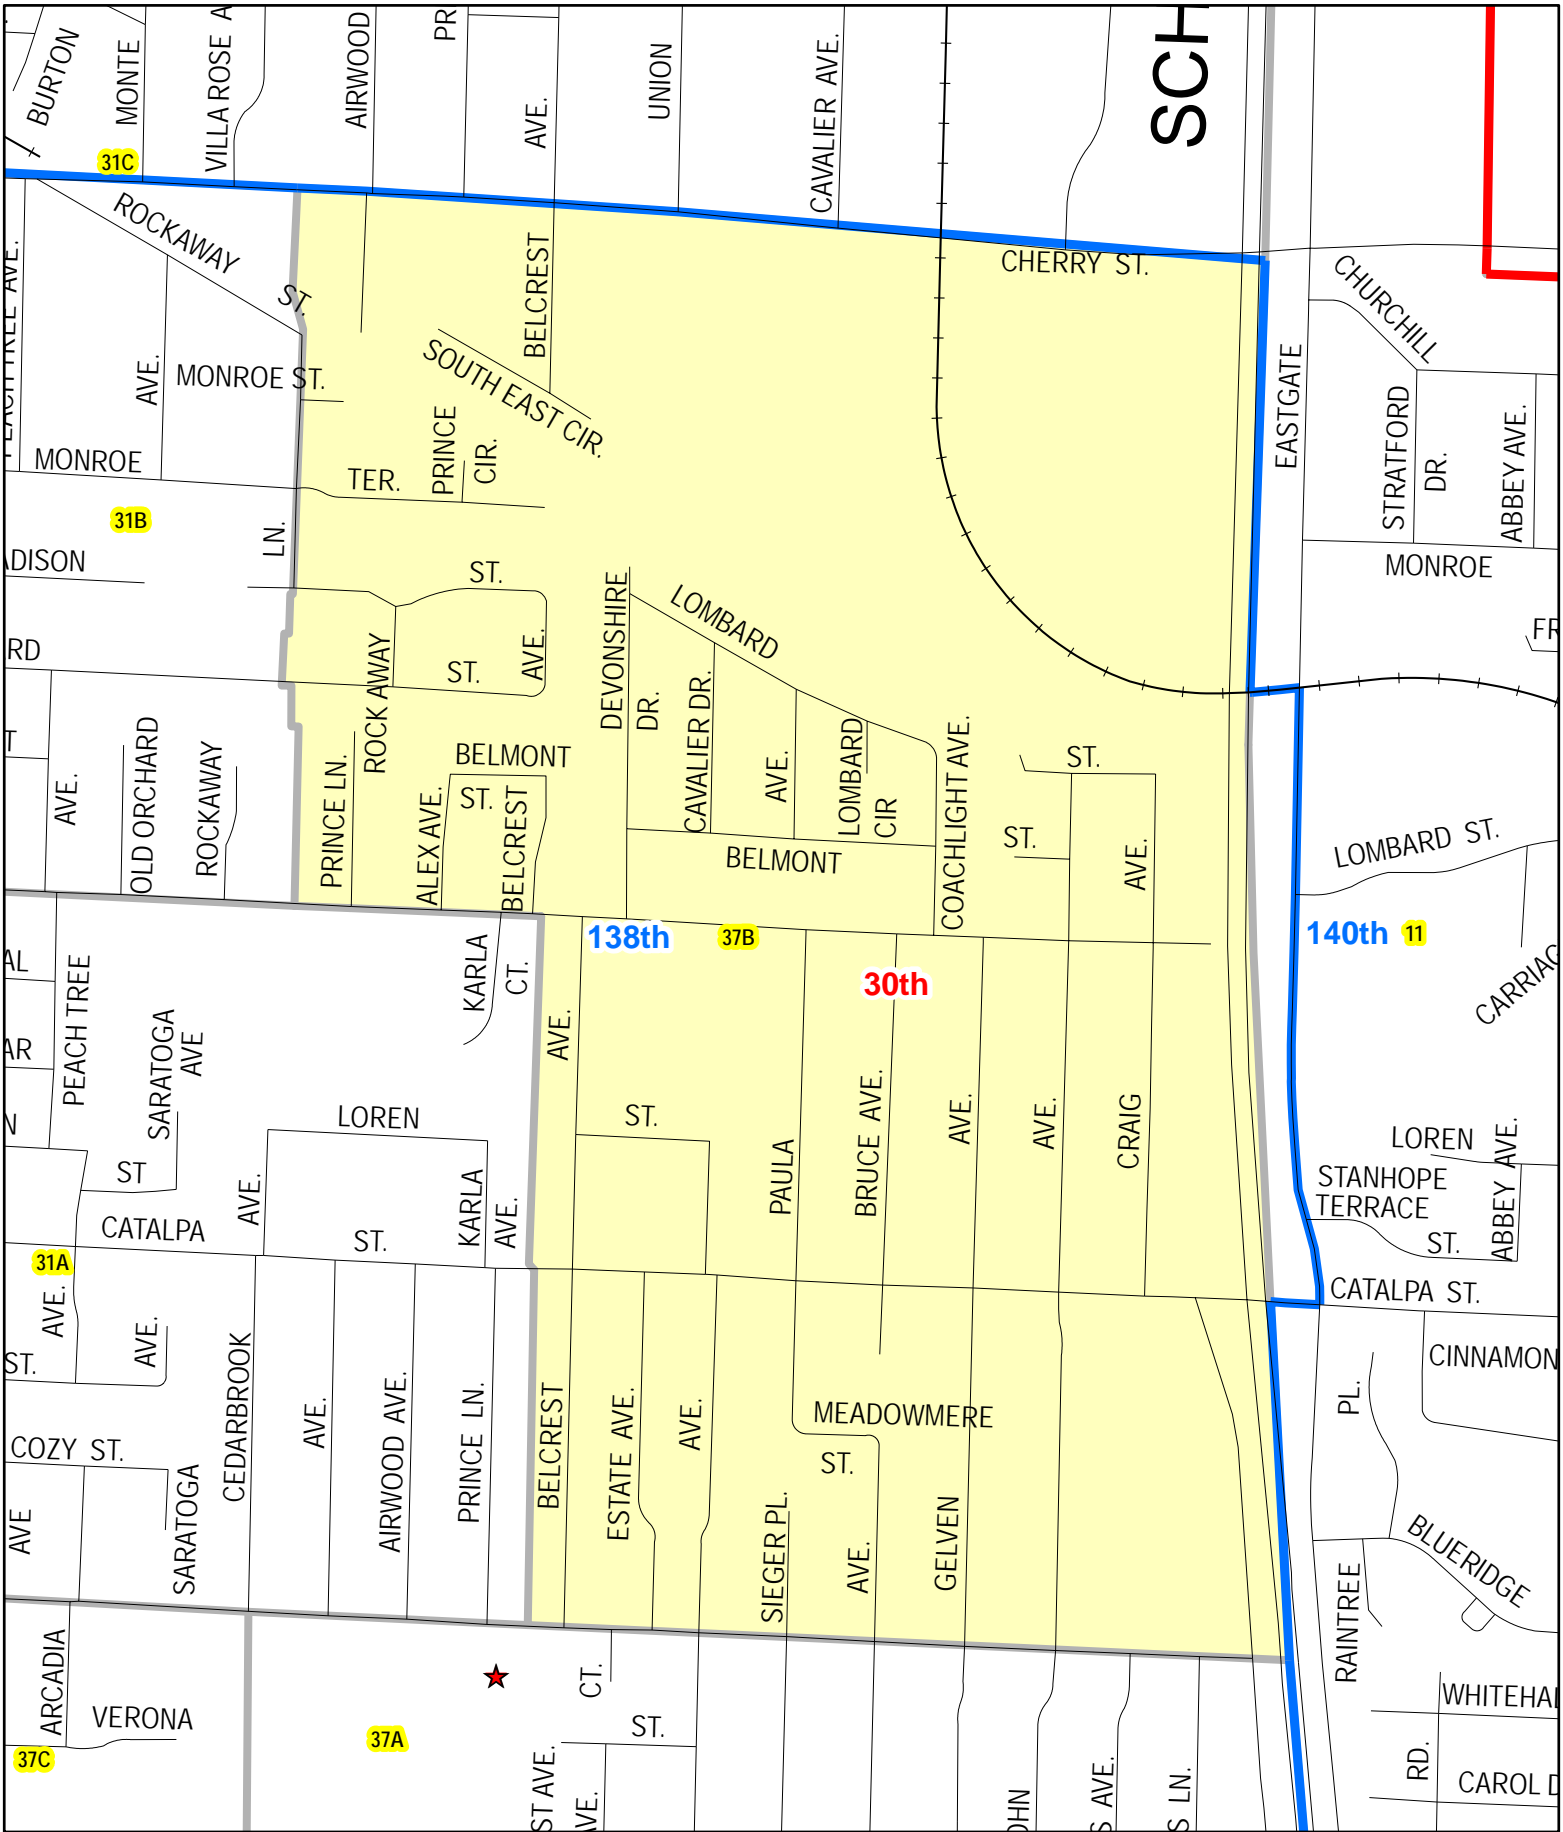 BURTON
MONTE
VILLA ROSE A
AIRWOOD
PR
AVE.
UNION
CAVALIER AVE.
SCH
31C
ROCKAWAY
ST.
BELCREST
CHERRY ST.
CHURCHILL
EASTGATE
SOUTH EAST CIR.
AVE.
MONROE ST.
STRATFORD
DR.
ABBEY AVE.
MONROE
TER.
PRINCE
CIR.
31B
LN.
ADISON
ST.
MONROE
DEVONSHIRE
DR.
LOMBARD
FR
RD
ROCK AWAY
ST.
AVE.
CAVALIER DR.
AVE.
LOMBARD
CIR
COACHLIGHT AVE.
ST.
T
AVE.
OLD ORCHARD
ROCKAWAY
PRINCE LN.
BELMONT
ST.
ALEX AVE.
BELCREST
BELMONT
ST.
AVE.
LOMBARD ST.
138th
37B
140th
11
30th
AL
PEACH TREE
KARLA
CT.
CARRIAG
AR
SARATOGA
AVE
AVE.
N
LOREN
ST.
PAULA
BRUCE AVE.
AVE.
AVE.
CRAIG
LOREN
ABBEY AVE.
ST
AVE.
KARLA
AVE.
STANHOPE
TERRACE
ST.
CATALPA
ST.
31A
AVE.
CATALPA ST.
AVE.
ST.
CEDARBROOK
CINNAMON
AVE.
AIRWOOD AVE.
PRINCE LN.
BELCREST
ESTATE AVE.
AVE.
MEADOWMERE
ST.
PL.
COZY ST.
AVE
SARATOGA
SIEGER PL.
AVE.
GELVEN
BLUERIDGE
RAINTREE
ARCADIA
VERONA
37C
37A
CT.
ST.
WHITEHAL
RD.
CAROL D
ST AVE.
AVE.
OHN
S AVE.
S LN.